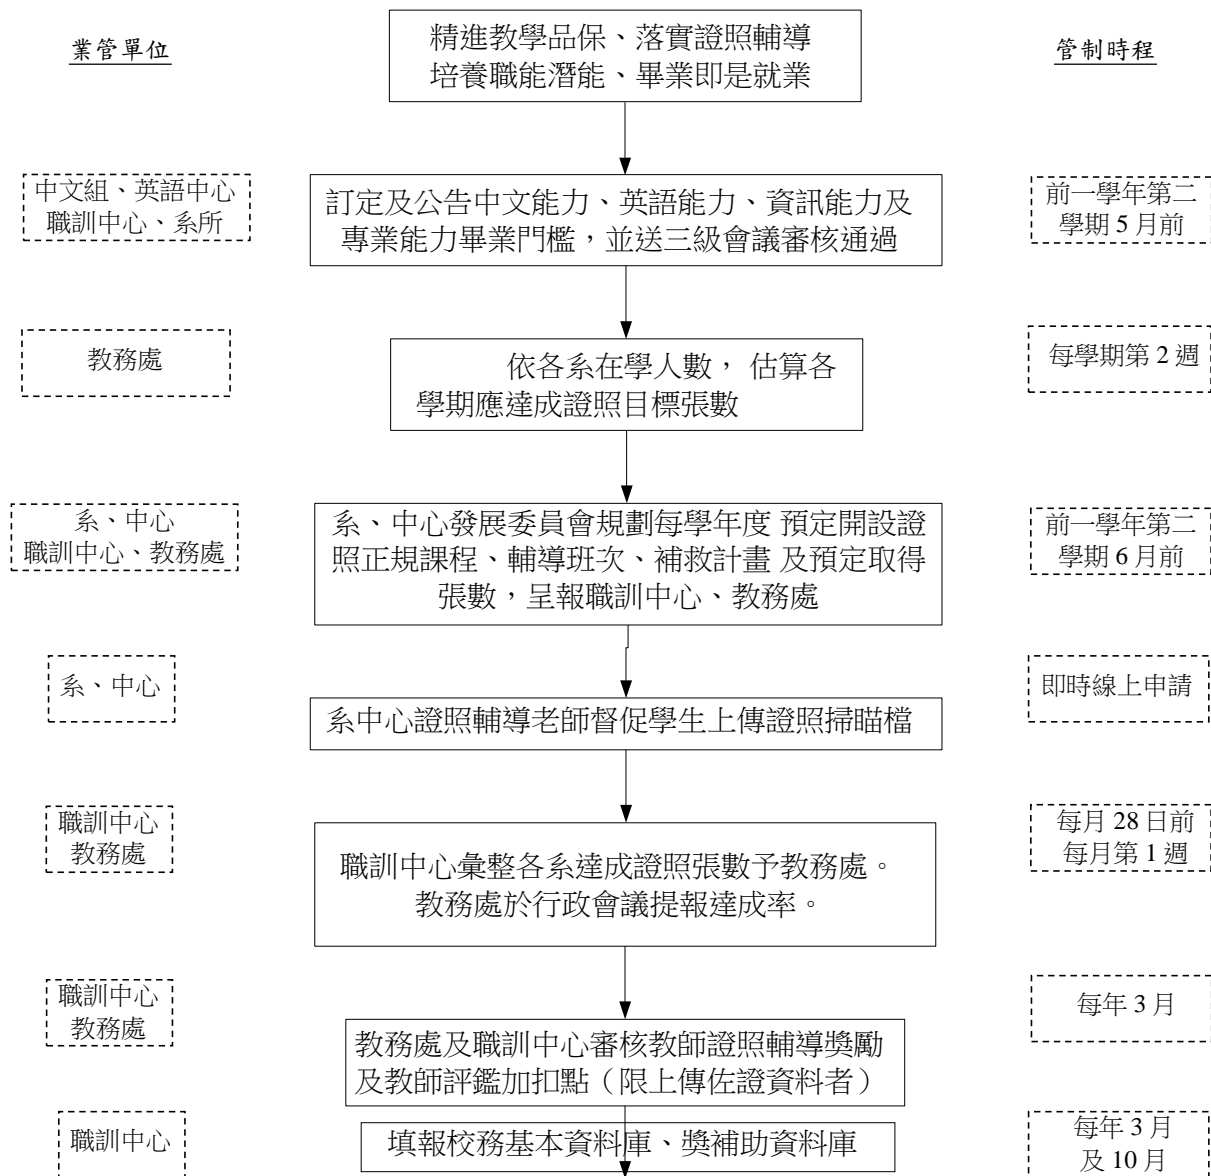 業管單位
精進教學品保、落實證照輔導
培養職能潛能、畢業即是就業
管制時程
中文組、英語中心
職訓中心、系所
訂定及公告中文能力、英語能力、資訊能力及
專業能力畢業門檻，並送三級會議審核通過
前一學年第二
學期 5 月前
教務處
依各系在學人數， 估算各
學期應達成證照目標張數
每學期第 2 週
系、中心
職訓中心、教務處
系、中心發展委員會規劃每學年度 預定開設證
照正規課程、輔導班次、補救計畫 及預定取得
張數，呈報職訓中心、教務處
前一學年第二
學期 6 月前
系、中心
系中心證照輔導老師督促學生上傳證照掃瞄檔
即時線上申請
職訓中心
教務處
職訓中心彙整各系達成證照張數予教務處。
教務處於行政會議提報達成率。
每月 28 日前
每月第 1 週
職訓中心
教務處
教務處及職訓中心審核教師證照輔導獎勵
及教師評鑑加扣點（限上傳佐證資料者）
每年 3 月
職訓中心
填報校務基本資料庫、獎補助資料庫
每年 3 月
及 10 月